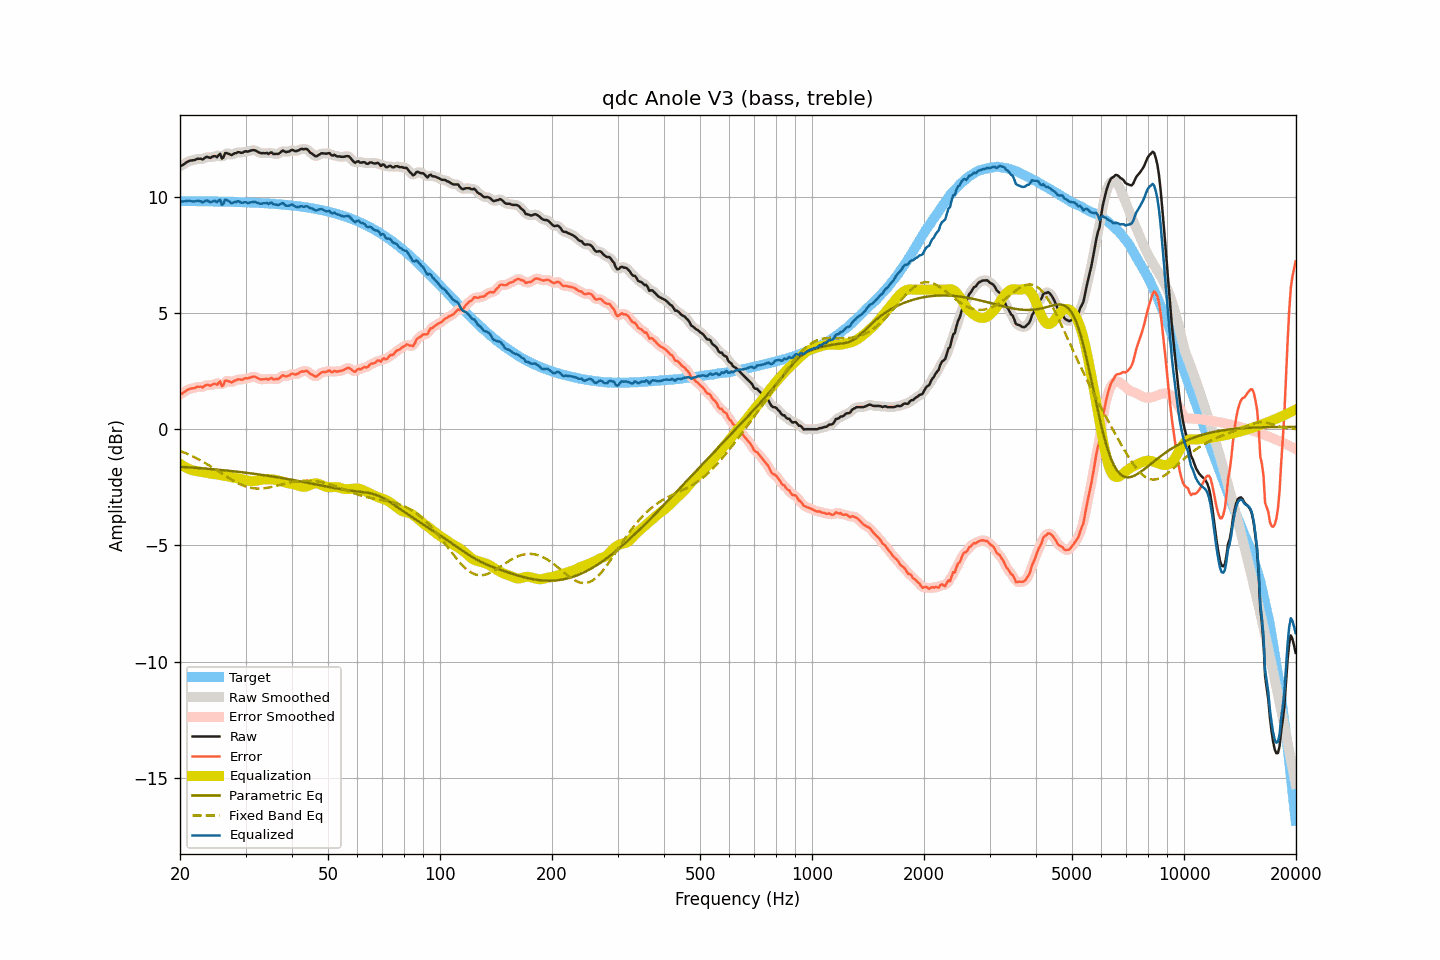 qdc Anole V3 (bass, treble)
10
5
0
−5
−10
−15
Amplitude (dBr)
Target
Raw Smoothed
Error Smoothed
Raw
Error
Equalization
Parametric Eq
Fixed Band Eq
Equalized
20 50 100 200 500 1000 2000 5000 10000 20000
Frequency (Hz)